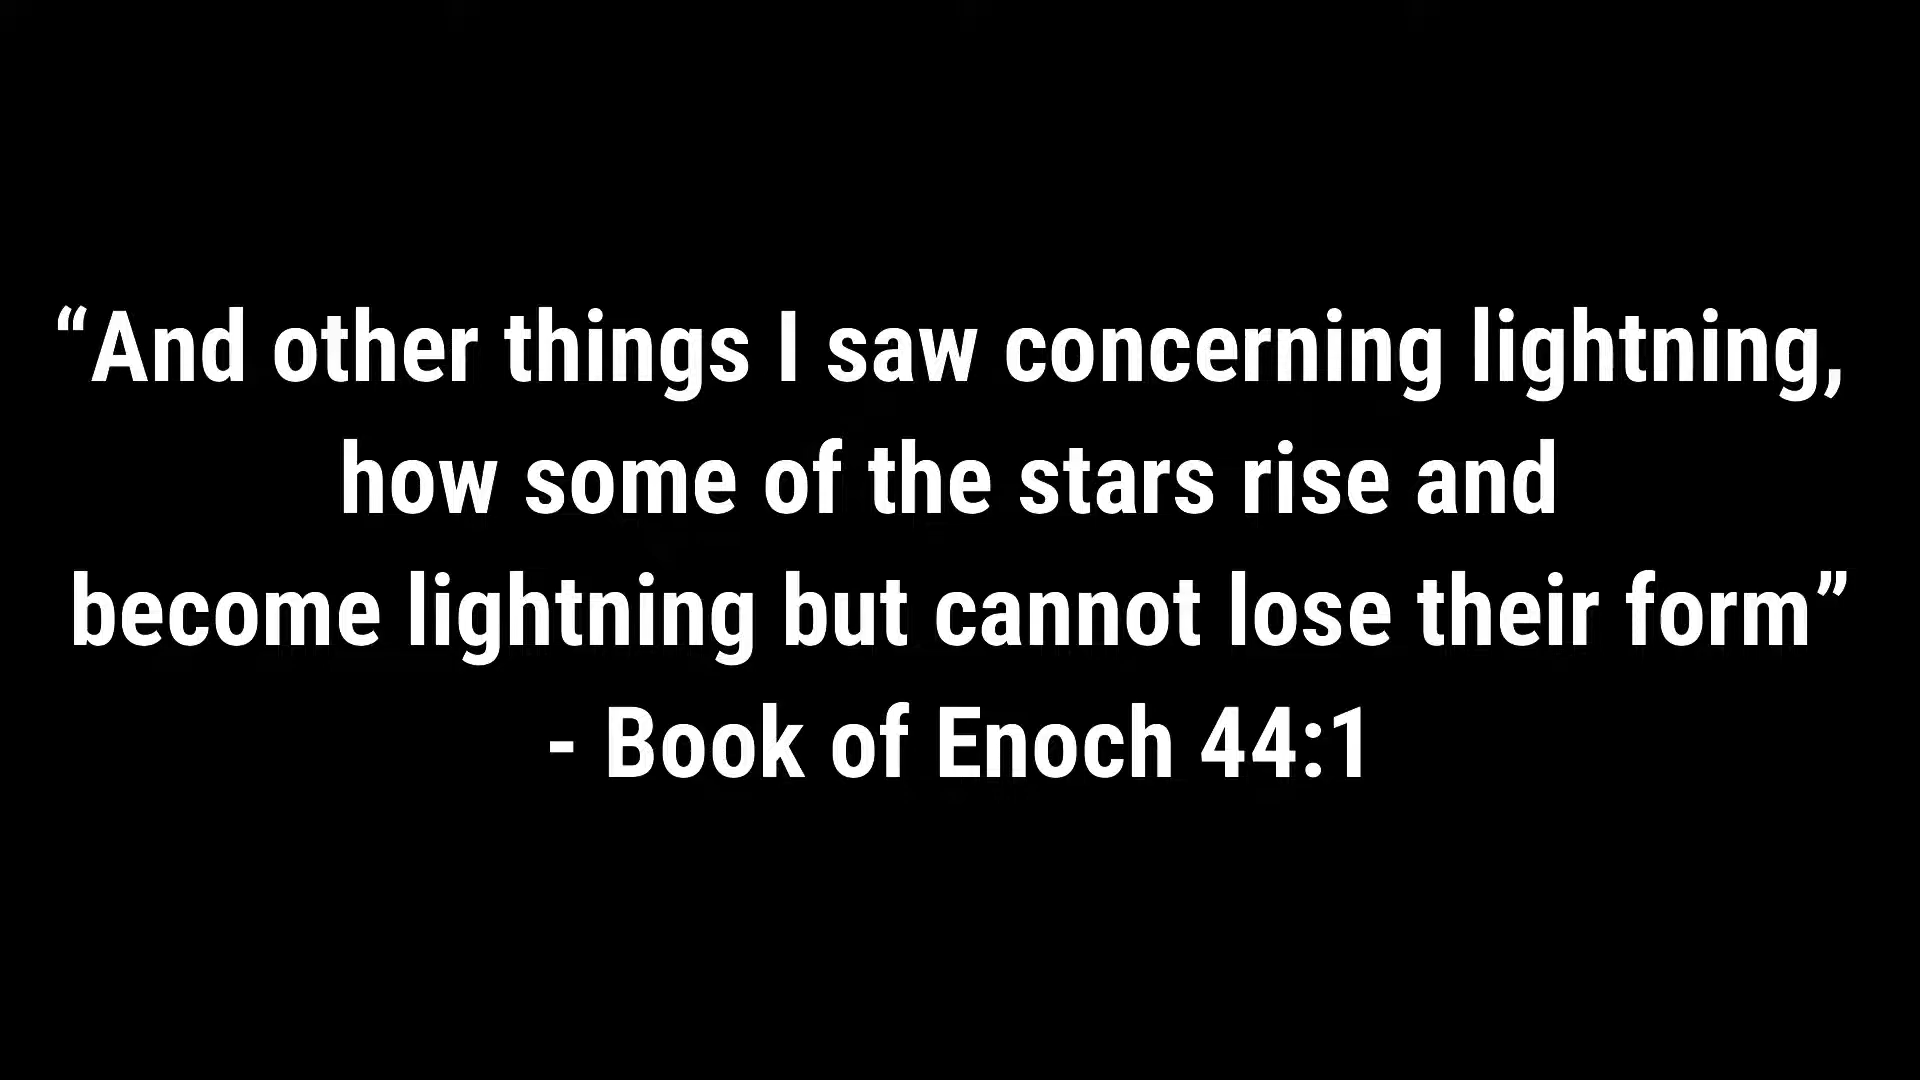 “And other things I saw concerning lightning,
how some of the stars rise and
become lightning but cannot lose their form”
- Book of Enoch 44:1